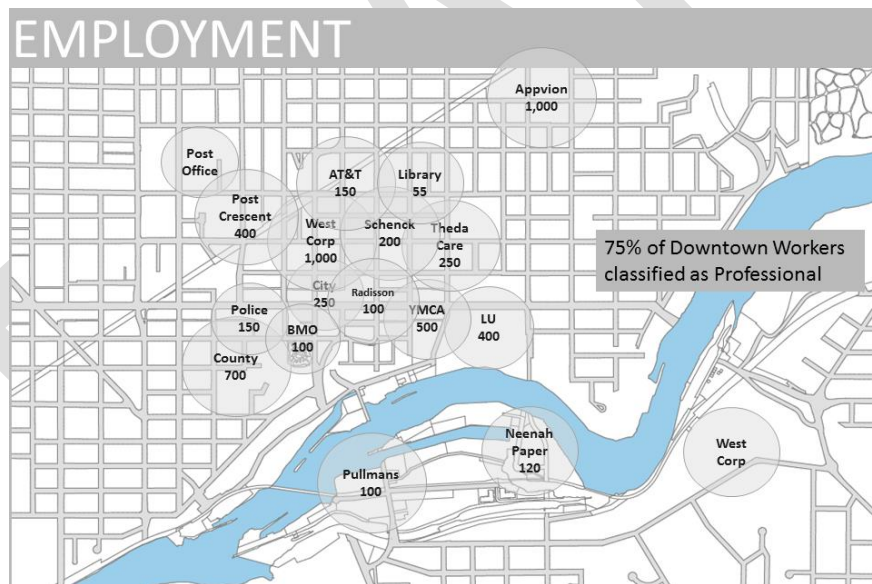 EMPLOYMENT
Appvion
1,000
Post
Office
AT&T
150
Library
55
Post
Crescent
400
West
Corp
1,000
Schenck
200
Theda
Care
250
75% of Downtown Workers
classified as Professional
City
250
Radisson
100
Police
150
BMO
100
YMCA
500
LU
400
County
700
Neenah
Paper
120
West
Corp
Pullmans
100